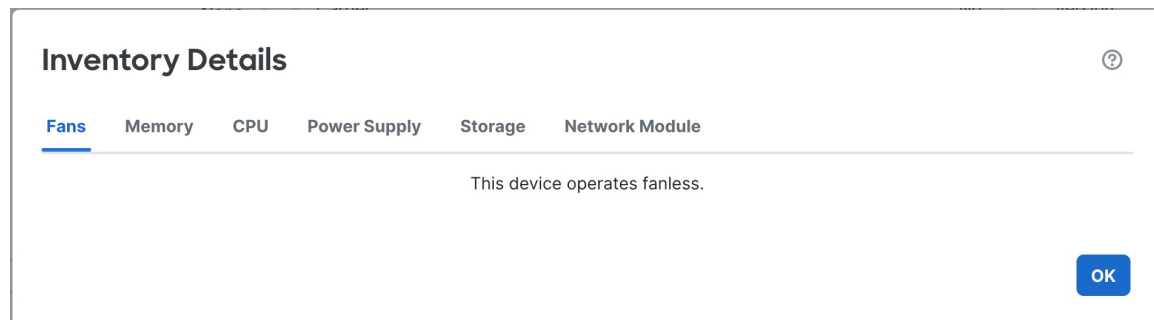 Inventory Details
Fans Memory CPU Power Supply Storage Network Module
This device operates fanless.
OK